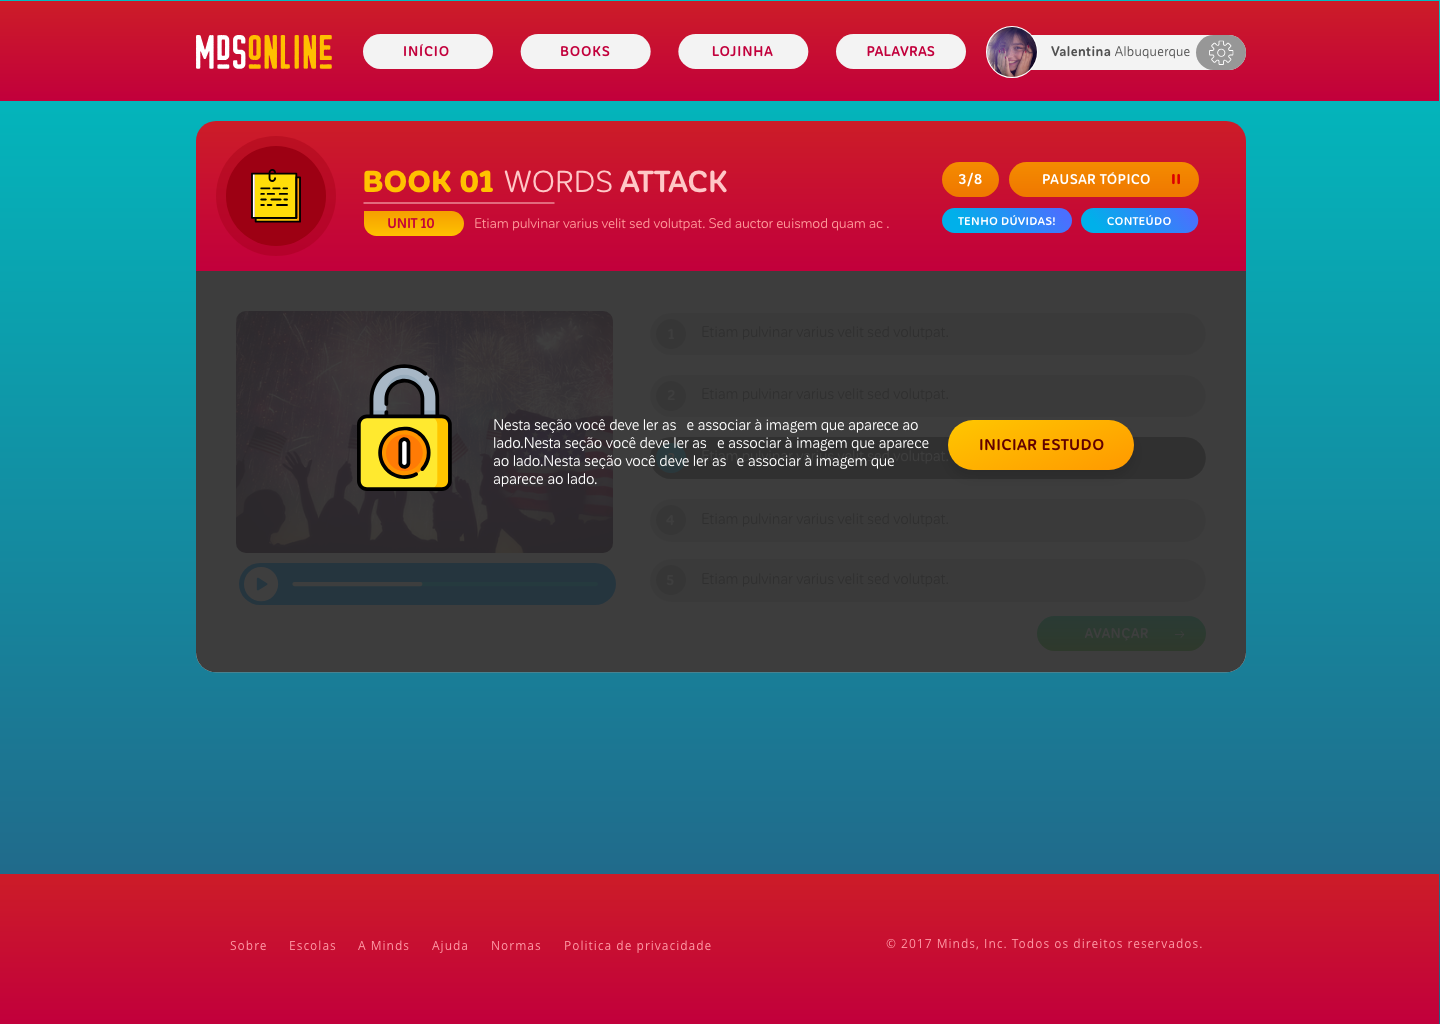 MDSONLINE
INÍCIO
BOOKS
LOJINHA
PALAVRAS
Valentina Albuquerque
BOOK 01 WORDS ATTACK
3/8
PAUSAR TÓPICO
UNIT 10
Etiam pulvinar varius velit sed volutpat. Sed auctor euismod quam ac .
TENHO DÚVIDAS!
CONTEÚDO
1
Etiam pulvinar varius velit sed volutpat.
2
Etiam pulvinar varius velit sed volutpat.
Nesta seção você deve ler as e associar à imagem que aparece ao
lado.Nesta seção você deve ler as e associar à imagem que aparece
ao lado.Nesta seção você deve ler as e associar à imagem que
aparece ao lado.
INICIAR ESTUDO
4
Etiam pulvinar varius velit sed volutpat.
5
Etiam pulvinar varius velit sed volutpat.
AVANÇAR
Sobre
Escolas
A Minds
Ajuda
Normas
Politica de privacidade
© 2017 Minds, Inc. Todos os direitos reservados.